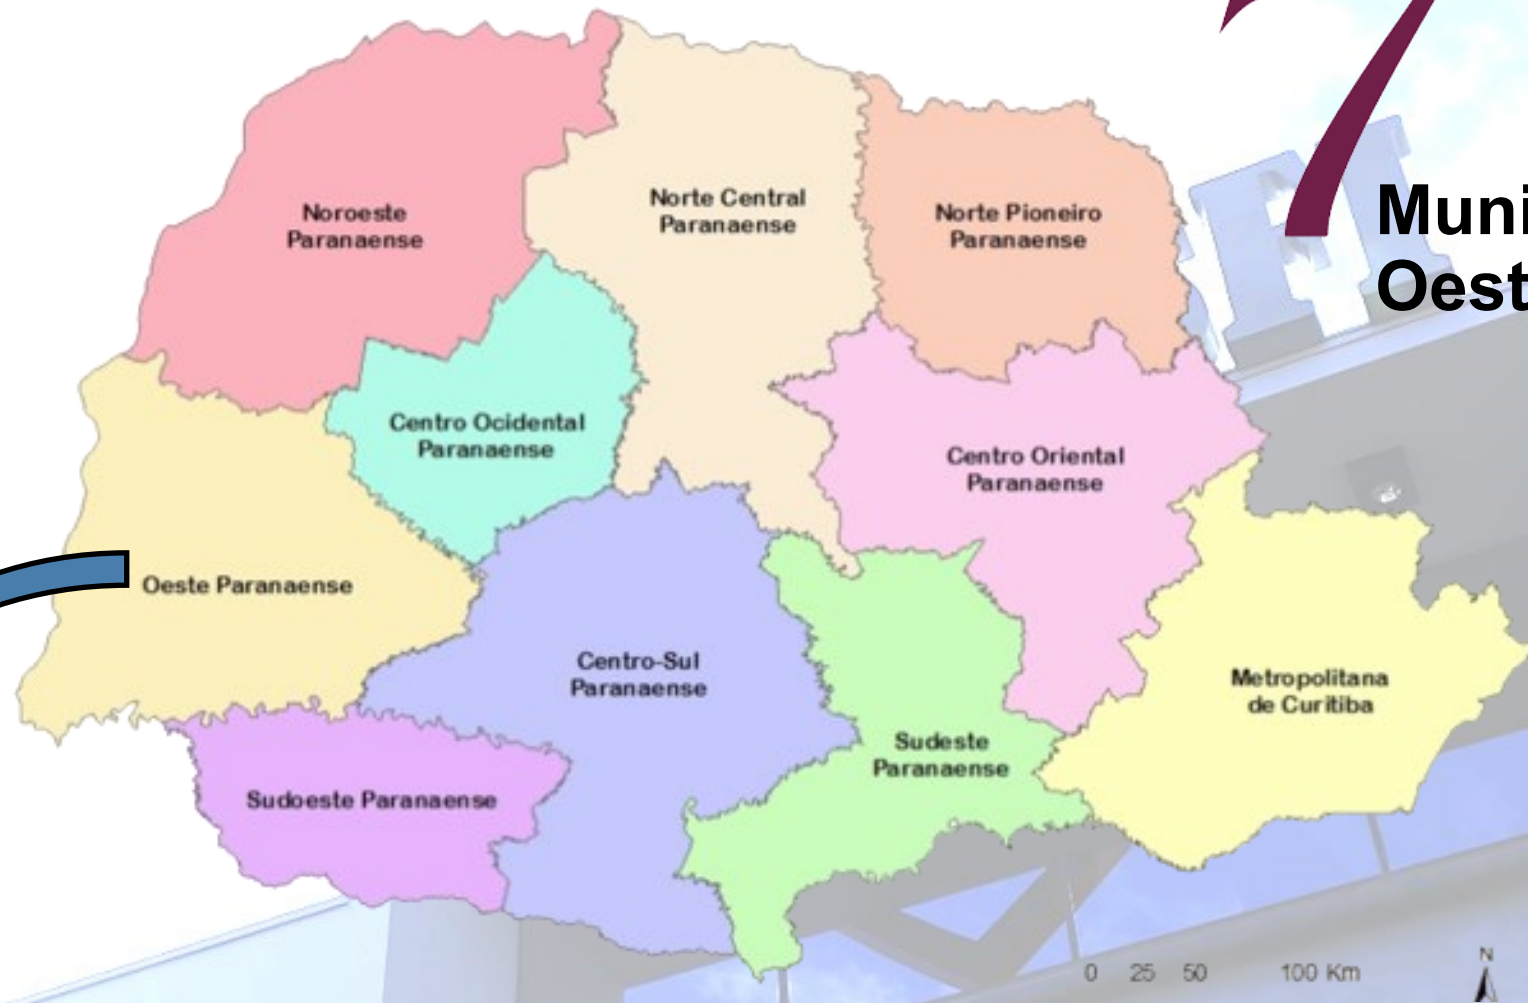 7
Muni
Oest
Noroeste
Paranaense
Norte Central
Paranaense
Norte Pioneiro
Paranaense
Centro Ocidental
Paranaense
Centro Oriental
Paranaense
Oeste Paranaense
Centro-Sul
Paranaense
Metropolitana
de Curitiba
Sudeste
Paranaense
Sudoeste Paranaense
0 25 50 100 Km
N